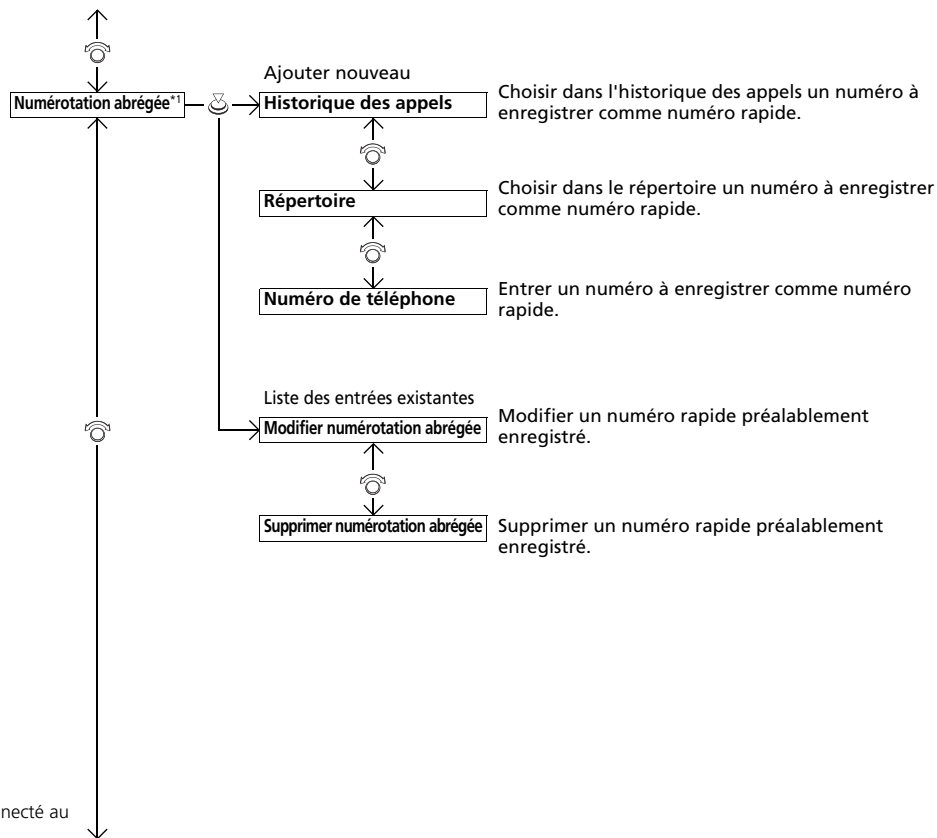 Ajouter nouveau
Numérotation abrégée*1
Historique des appels
Choisir dans l'historique des appels un numéro à
enregistrer comme numéro rapide.
Répertoire
Choisir dans le répertoire un numéro à enregistrer
comme numéro rapide.
Numéro de téléphone
Entrer un numéro à enregistrer comme numéro
rapide.
Liste des entrées existantes
Modifier numérotation abrégée
Modifier un numéro rapide préalablement
enregistré.
Supprimer numérotation abrégée
Supprimer un numéro rapide préalablement
enregistré.
necté au